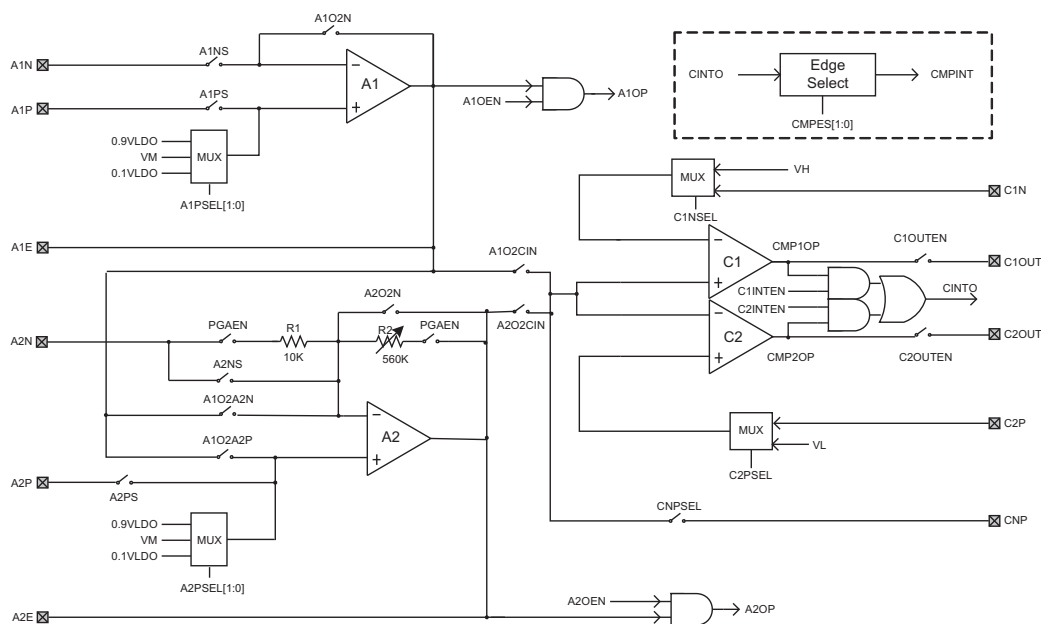 A1O2N
A1N
A1NS
A1
A1P
A1PS
A1OEN
A1OP
0.9VLDO
VM
0.1VLDO
MUX
A1PSEL[1:0]
CINTO
Edge
Select
CMPINT
CMPES[1:0]
MUX
VH
C1N
C1NSEL
A1E
A1O2CIN
CMP1OP
C1OUTEN
C1
C1OUT
C1INTEN
C2INTEN
CINTO
A2O2N
A2O2CIN
A2N
PGAEN
R1
10K
R2
560K
PGAEN
C2
CMP2OP
C2OUTEN
C2OUT
A2NS
A1O2A2N
A2
A1O2A2P
MUX
C2P
VL
C2PSEL
A2P
A2PS
0.9VLDO
VM
0.1VLDO
MUX
A2PSEL[1:0]
CNPSEL
CNP
A2OEN
A2OP
A2E